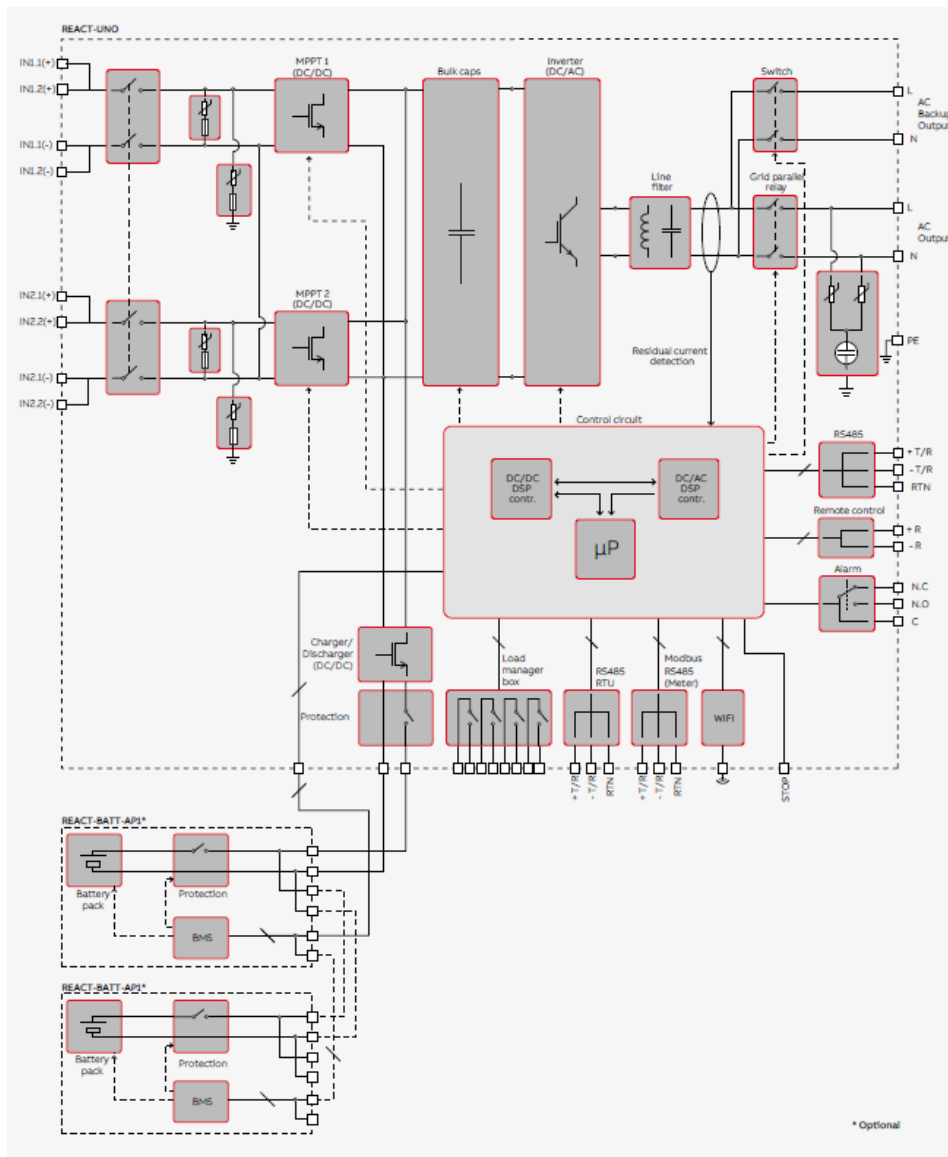 REACT-UNO
IN1.1(+)
IN1.2(+)
IN1.1(-)
IN1.2(-)
MPPT 1
(DC/DC)
Bulk caps
Inverter
(DC/AC)
Switch
L
AC
Backup
Output
N
Line
filter
Grid parallel
relay
L
AC
Output
N
IN2.1(+)
IN2.2(+)
IN2.1(-)
IN2.2(-)
MPPT 2
(DC/DC)
Residual current
detection
PE
Control circuit
DC/DC
DSP
contr.
DC/AC
DSP
contr.
μP
RS485
+ T/R
- T/R
RTN
Remote control
+ R
- R
Alarm
N.C
N.O
C
Charger/
Discharger
(DC/DC)
Protection
Load
manager
box
RS485
RTU
Modbus
RS485
(Meter)
WIFI
+ T/R
- T/R
RTN
+ T/R
- T/R
RTN
STOP
REACT-BATT-AP1*
Battery
pack
Protection
BMS
REACT-BATT-AP1*
Battery
pack
Protection
BMS
* Optional